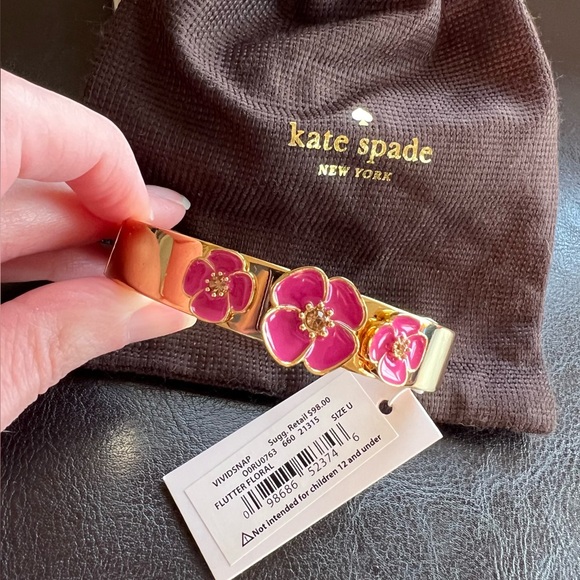 kate spade
NEW YORK
VIVIDSNAP Sugg. Retail $98.00
O0RU0763 660 21315 SIZE U
FLUTTER FLORAL
0 98686 52374 6
Not intended for children 12 and under